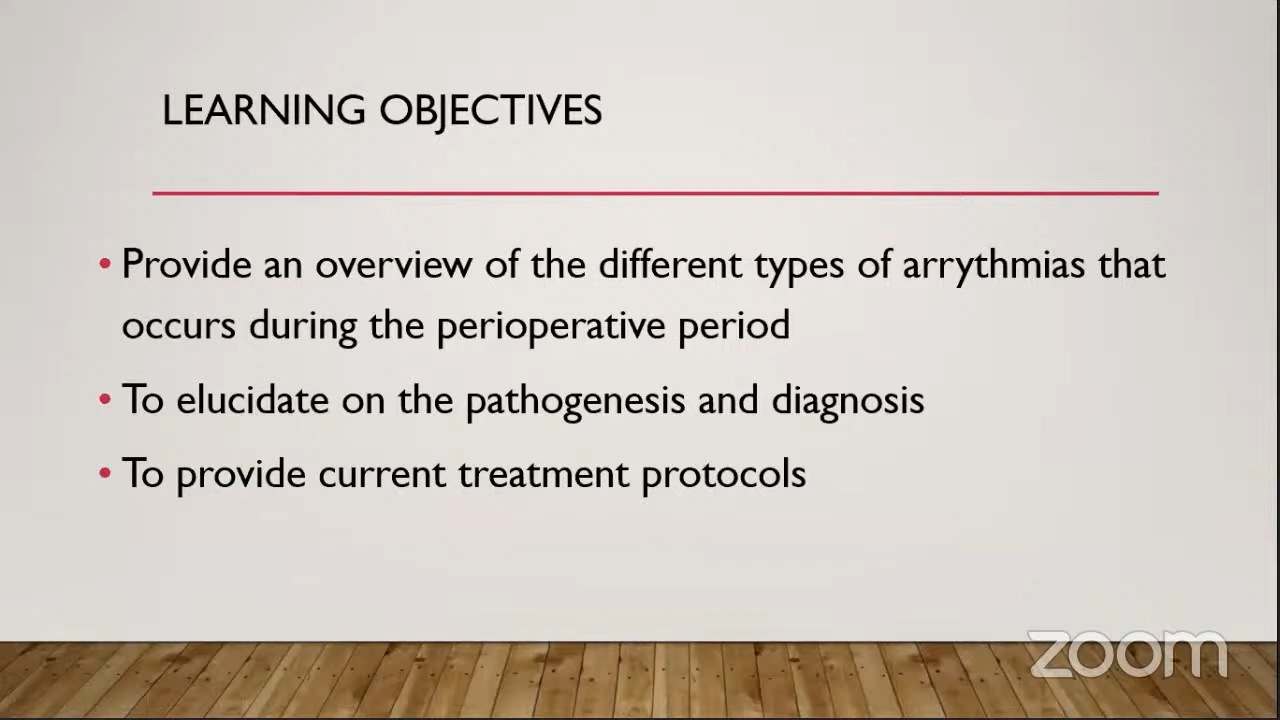 LEARNING OBJECTIVES
• Provide an overview of the different types of arrythmias that
occurs during the perioperative period
• To elucidate on the pathogenesis and diagnosis
• To provide current treatment protocols
zoom